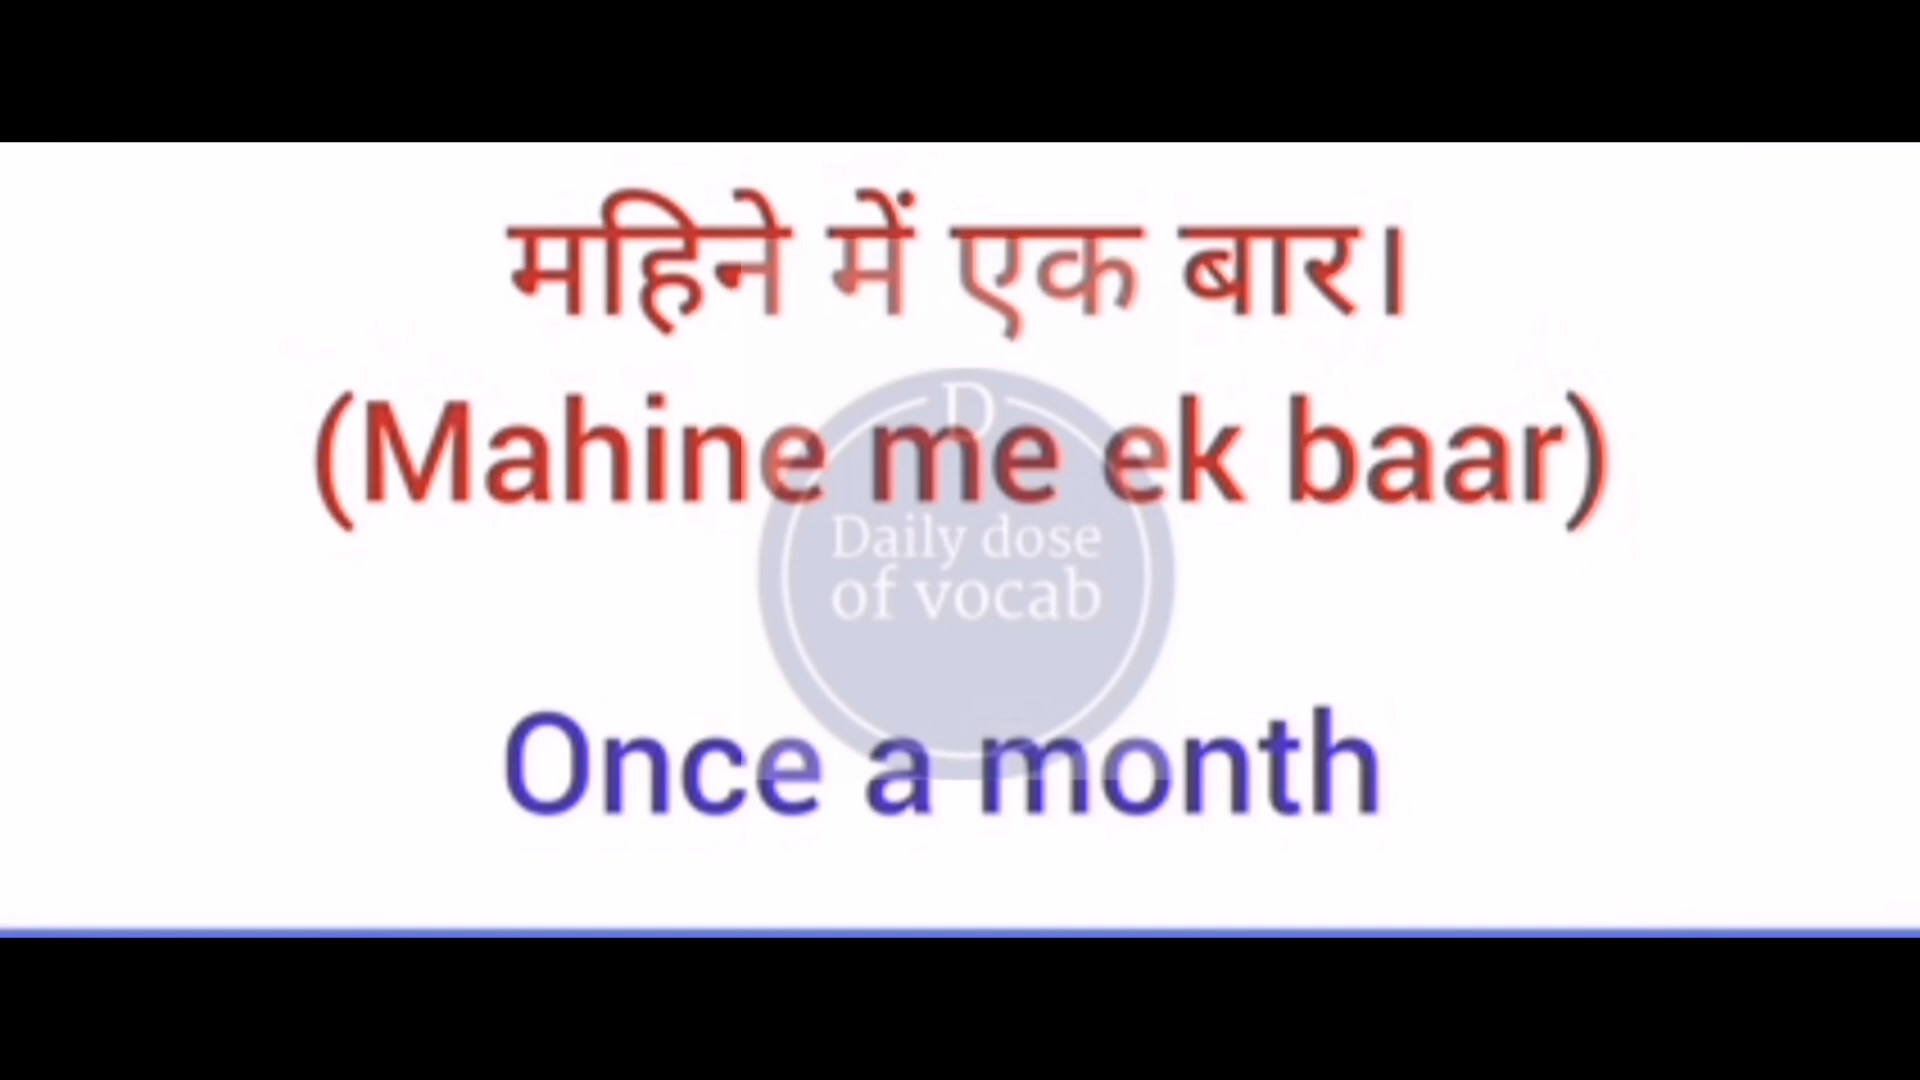 महिने में एक बार।
(Mahine me ek baar)
D
Daily dose
of vocab
Once a month